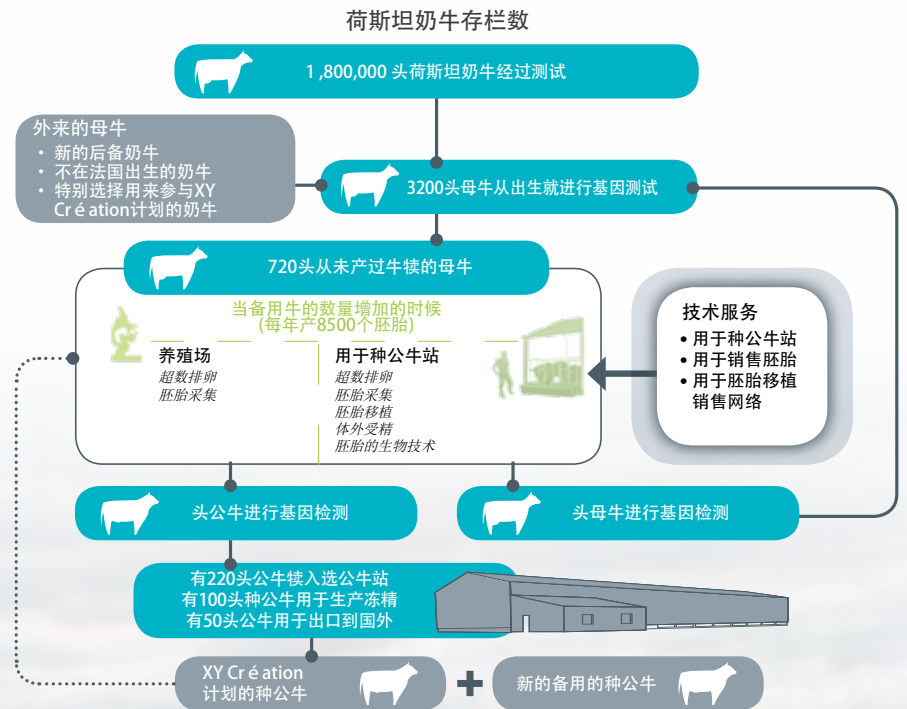 荷斯坦奶牛存栏数
1 ,800,000 头荷斯坦奶牛经过测试
外来的母牛
· 新的后备奶牛
· 不在法国出生的奶牛
· 特别选择用来参与XY
Cr é ation计划的奶牛
3200头母牛从出生就进行基因测试
720头从未产过牛犊的母牛
当备用牛的数量增加的时候
(每年产8500个胚胎)
养殖场
超数排卵
胚胎采集
用于种公牛站
超数排卵
胚胎采集
胚胎移植
体外受精
胚胎的生物技术
技术服务
• 用于种公牛站
• 用于销售胚胎
• 用于胚胎移植
销售网络
头公牛进行基因检测
头母牛进行基因检测
有220头公牛犊入选公牛站
有100头种公牛用于生产冻精
有50头公牛用于出口到国外
XY Cr é ation
计划的种公牛
+
新的备用的种公牛